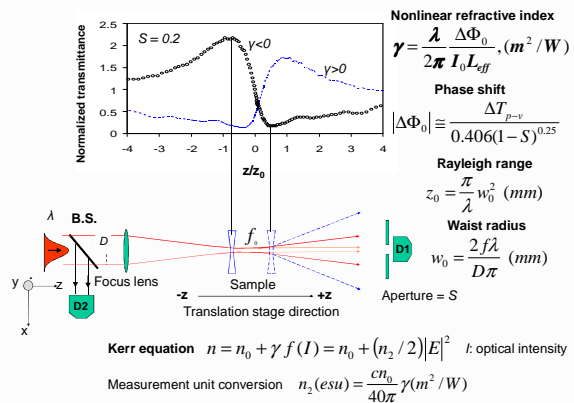 Nonlinear refractive index
S = 0.2
γ<0
γ>0
Normalized transmittance
2.5
2
1.5
1
0.5
0
-4 -3 -2 -1 0 1 2 3 4
z/z₀
γ = λ/2π ΔΦ₀/I₀L_eff, (m²/W)
Phase shift
|ΔΦ₀| ≅ ΔT_{p-v}/0.406(1−S)^{0.25}
Rayleigh range
z₀ = π/λ w₀² (mm)
Waist radius
w₀ = 2fλ/Dπ (mm)
λ
B.S.
D
f₀
D1
y
z
x
D2
Focus lens
Sample
-z
+z
Translation stage direction
Aperture = S
Kerr equation n = n₀ + γ f(I) = n₀ + (n₂/2)|E|² I: optical intensity
Measurement unit conversion n₂(esu) = cn₀/40π γ(m²/W)